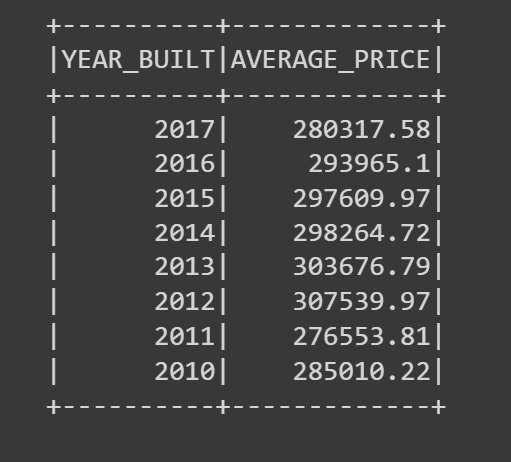 +----------+-------------+
|YEAR_BUILT|AVERAGE_PRICE|
+----------+-------------+
|      2017|    280317.58|
|      2016|     293965.1|
|      2015|    297609.97|
|      2014|    298264.72|
|      2013|    303676.79|
|      2012|    307539.97|
|      2011|    276553.81|
|      2010|    285010.22|
+----------+-------------+